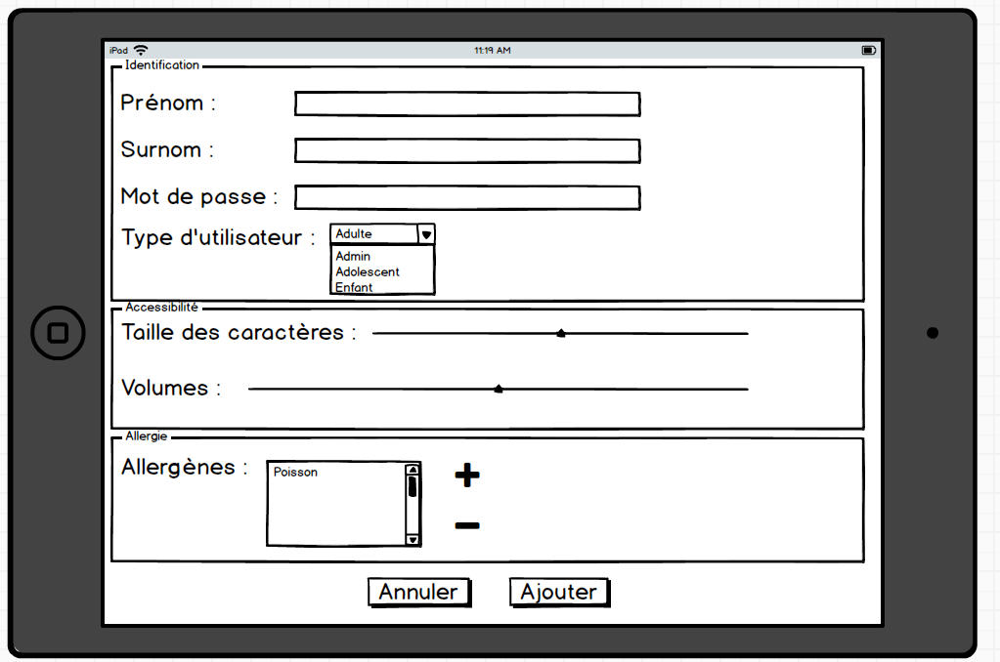 iPad 11:19 AM
Identification
Prénom :
Surnom :
Mot de passe :
Type d'utilisateur : Adulte
Admin
Adolescent
Enfant
Accessibilité
Taille des caractères :
Volumes :
Allergie
Allergènes : Poisson
Annuler Ajouter